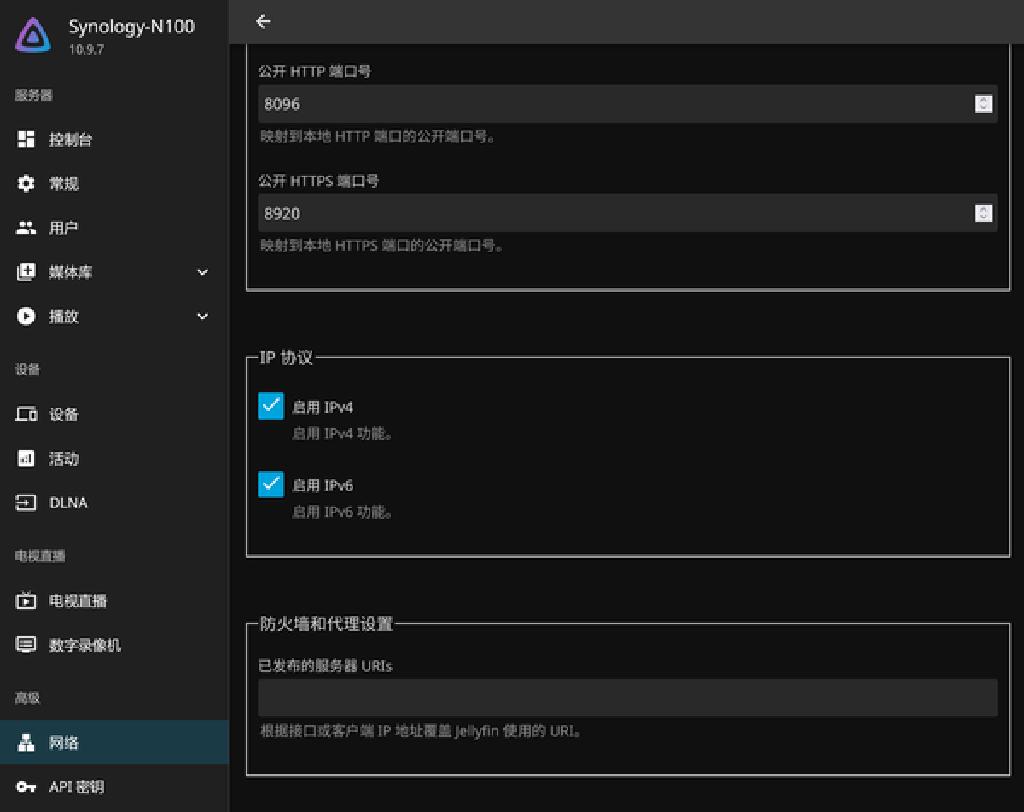 Synology-N100
10.9.7
服务器
控制台
常规
用户
媒体库
播放
设备
设备
活动
DLNA
电视直播
电视直播
数字录像机
高级
网络
API 密钥
公开 HTTP 端口号
8096
映射到本地 HTTP 端口的公开端口号。
公开 HTTPS 端口号
8920
映射到本地 HTTPS 端口的公开端口号。
IP 协议
启用 IPv4
启用 IPv4 功能。
启用 IPv6
启用 IPv6 功能。
防火墙和代理设置
已发布的服务器 URIs
根据接口或客户端 IP 地址覆盖 Jellyfin 使用的 URI。